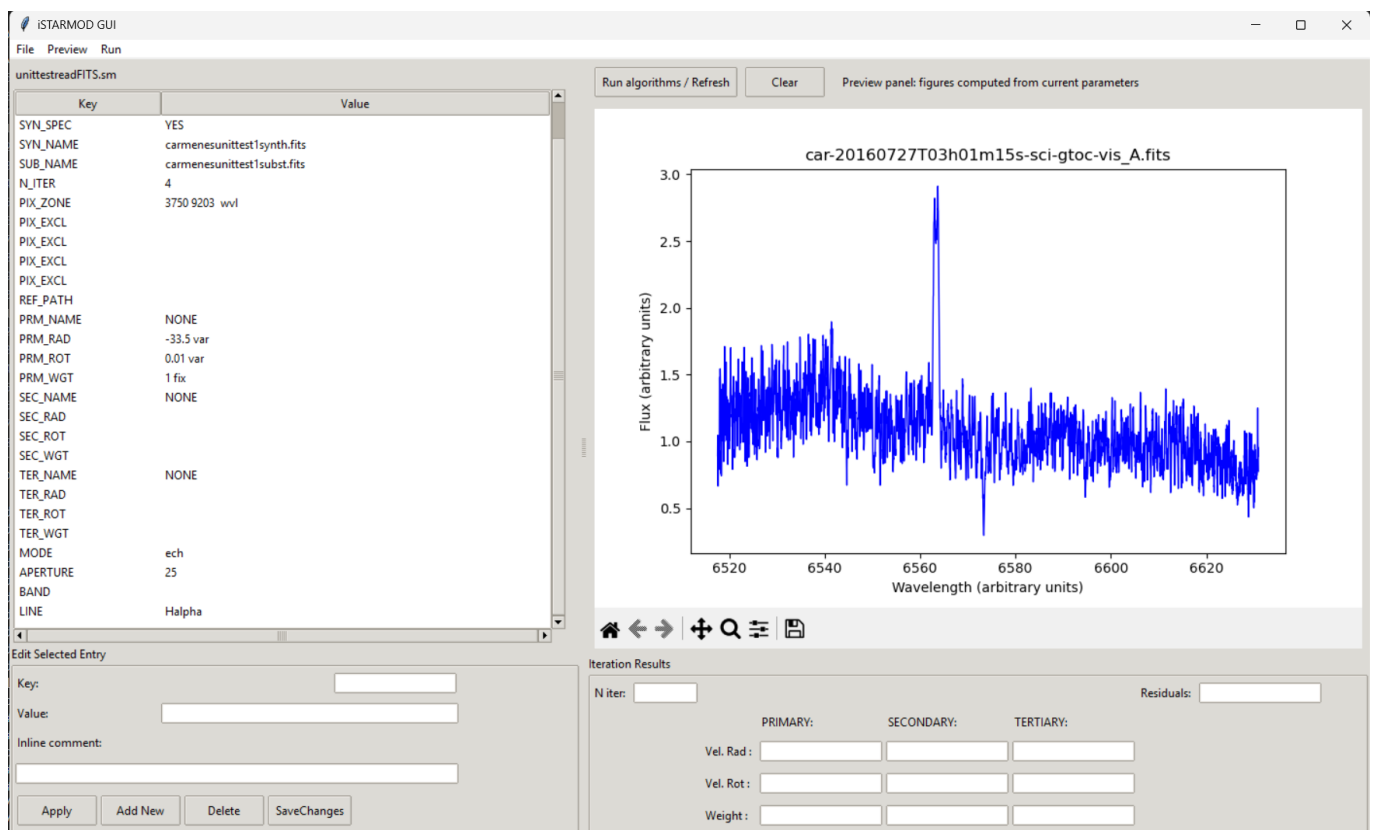 iSTARMOD GUI
File Preview Run
unittestreadFITS.sm
Key Value
SYN_SPEC YES
SYN_NAME carmenesunittest1synth.fits
SUB_NAME carmenesunittest1subst.fits
N_ITER 4
PIX_ZONE 3750 9203 wvl
PIX_EXCL
PIX_EXCL
PIX_EXCL
PIX_EXCL
REF_PATH
PRM_NAME NONE
PRM_RAD -33.5 var
PRM_ROT 0.01 var
PRM_WGT 1 fix
SEC_NAME NONE
SEC_RAD
SEC_ROT
SEC_WGT
TER_NAME NONE
TER_RAD
TER_ROT
TER_WGT
MODE ech
APERTURE 25
BAND
LINE Halpha
Edit Selected Entry
Key:
Value:
Inline comment:
Apply Add New Delete SaveChanges
Run algorithms / Refresh Clear Preview panel: figures computed from current parameters
car-20160727T03h01m15s-sci-gtoc-vis_A.fits
Flux (arbitrary units)
3.0
2.5
2.0
1.5
1.0
0.5
6520 6540 6560 6580 6600 6620
Wavelength (arbitrary units)
Iteration Results
N iter: Residuals:
PRIMARY: SECONDARY: TERTIARY:
Vel. Rad :
Vel. Rot :
Weight :